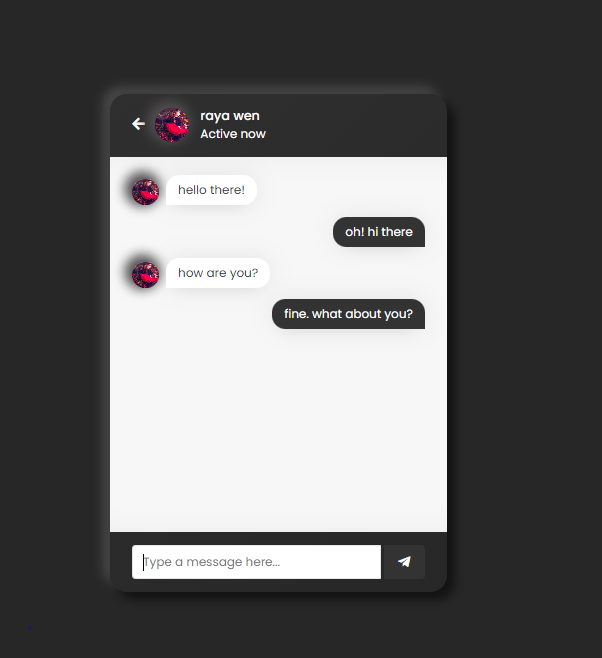 raya wen
Active now
hello there!
oh! hi there
how are you?
fine. what about you?
Type a message here...